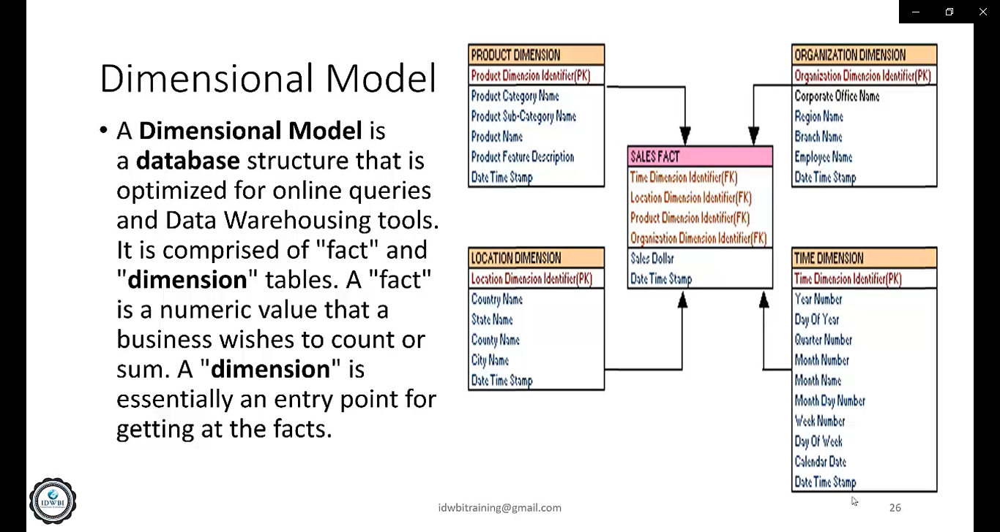 Dimensional Model
• A Dimensional Model is
a database structure that is
optimized for online queries
and Data Warehousing tools.
It is comprised of "fact" and
"dimension" tables. A "fact"
is a numeric value that a
business wishes to count or
sum. A "dimension" is
essentially an entry point for
getting at the facts.
PRODUCT DIMENSION
Product Dimension Identifier(PK)
Product Category Name
Product Sub-Category Name
Product Name
Product Feature Description
Date Time Stamp
ORGANIZATION DIMENSION
Organization Dimension Identifier(PK)
Corporate Office Name
Region Name
Branch Name
Employee Name
Date Time Stamp
SALES FACT
Time Dimension Identifier(FK)
Location Dimension Identifier(FK)
Product Dimension Identifier(FK)
Organization Dimension Identifier(FK)
Sales Dollar
Date Time Stamp
LOCATION DIMENSION
Location Dimension Identifier(PK)
Country Name
State Name
County Name
City Name
Date Time Stamp
TIME DIMENSION
Time Dimension Identifier(PK)
Year Number
Day Of Year
Quarter Number
Month Number
Month Name
Month Day Number
Week Number
Day Of Week
Calendar Date
Date Time Stamp
IDWBI
idwbitraining@gmail.com
26